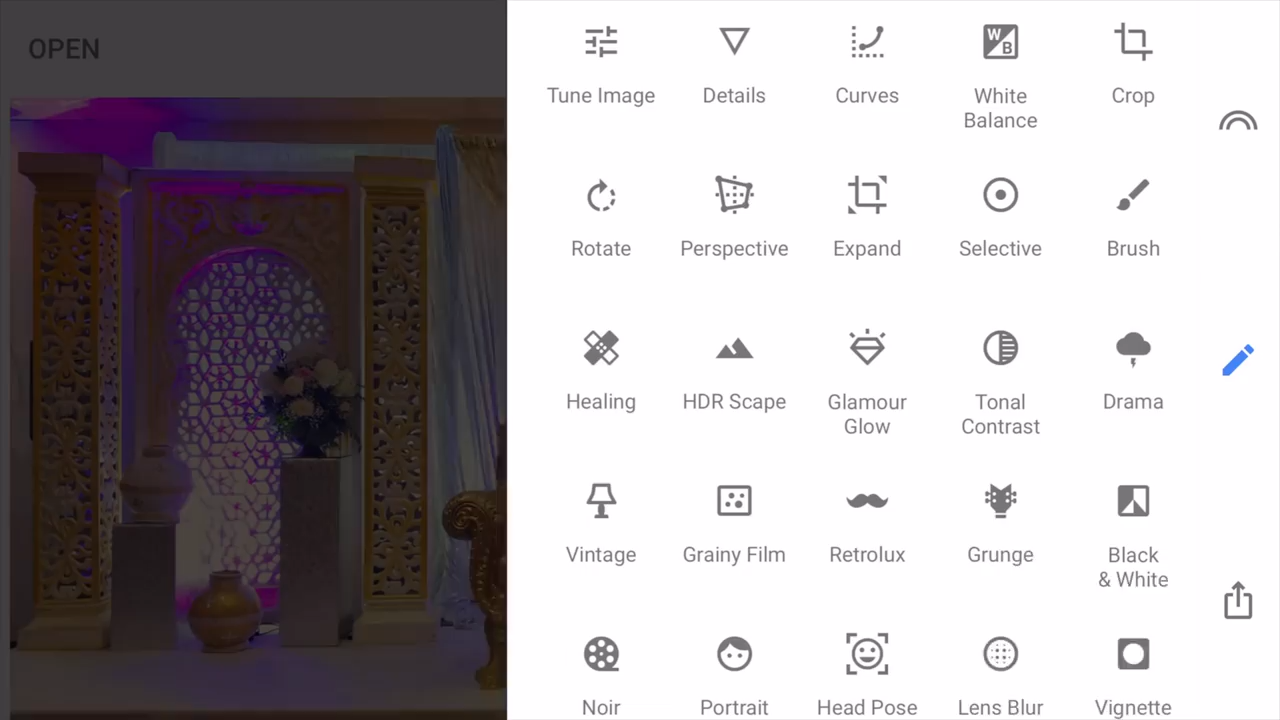 OPEN
Tune Image
Details
Curves
W
B
White
Balance
Crop
Rotate
Perspective
Expand
Selective
Brush
Healing
HDR Scape
Glamour
Glow
Tonal
Contrast
Drama
Vintage
Grainy Film
Retrolux
Grunge
Black
& White
Noir
Portrait
Head Pose
Lens Blur
Vignette